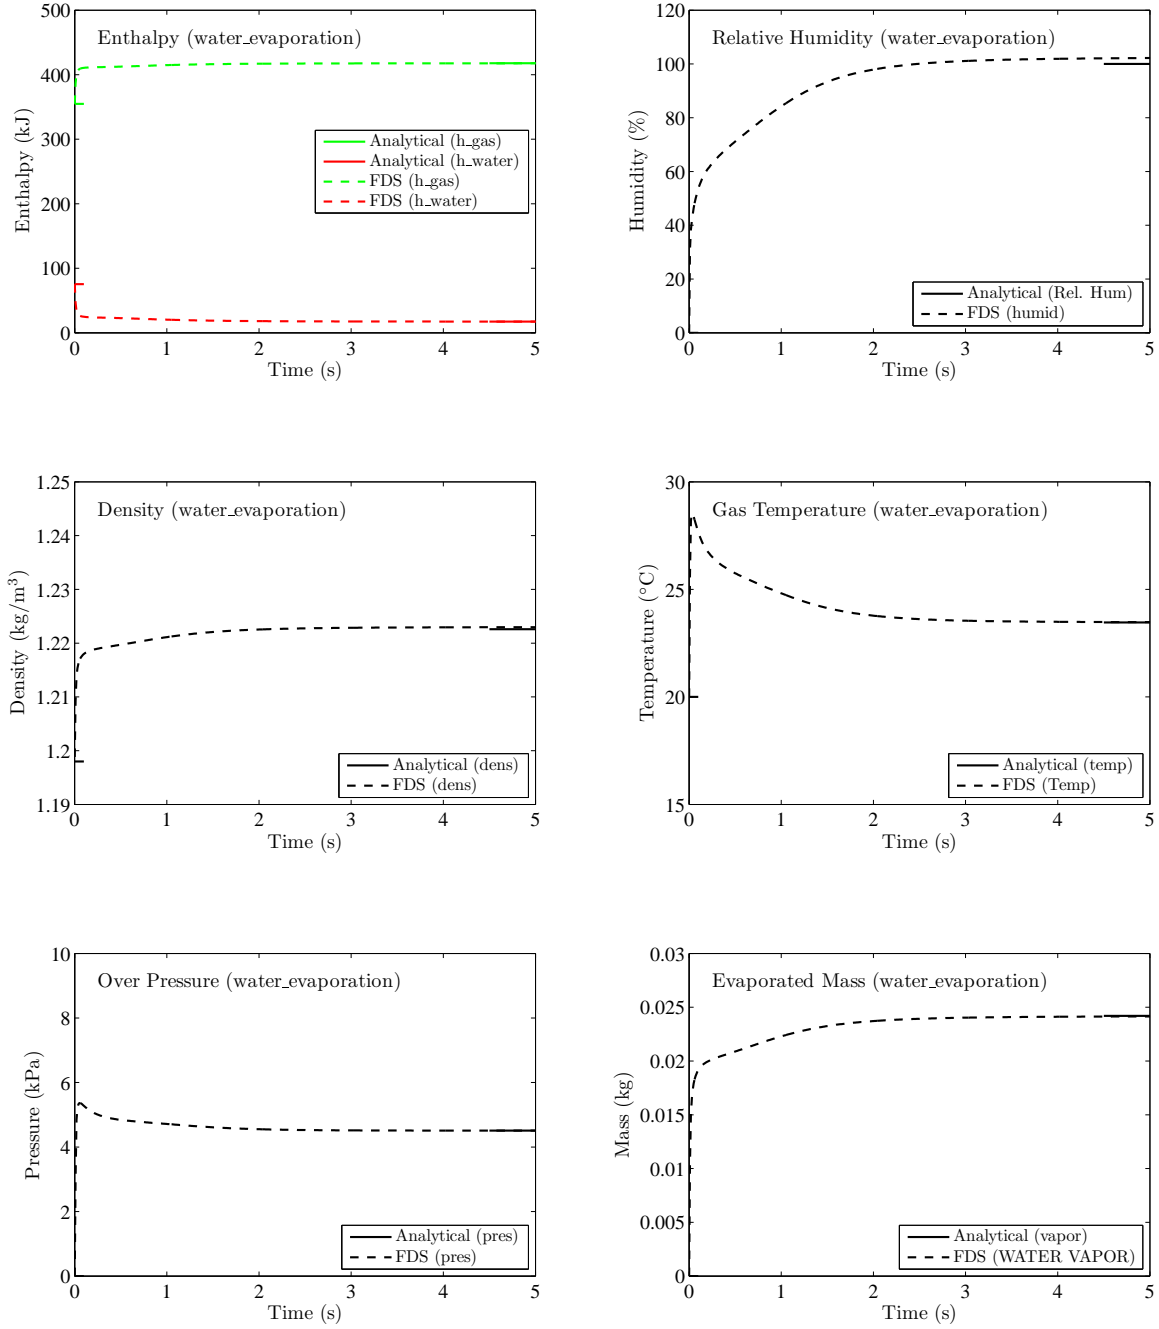 Enthalpy (water_evaporation)
500
400
300
200
100
0
Enthalpy (kJ)
Analytical (h_gas)
Analytical (h_water)
FDS (h_gas)
FDS (h_water)
0 1 2 3 4 5
Time (s)
Relative Humidity (water_evaporation)
120
100
80
60
40
20
0
Humidity (%)
Analytical (Rel. Hum)
FDS (humid)
0 1 2 3 4 5
Time (s)
Density (water_evaporation)
1.25
1.24
1.23
1.22
1.21
1.2
1.19
Density (kg/m³)
Analytical (dens)
FDS (dens)
0 1 2 3 4 5
Time (s)
Gas Temperature (water_evaporation)
30
25
20
15
Temperature (°C)
Analytical (temp)
FDS (Temp)
0 1 2 3 4 5
Time (s)
Over Pressure (water_evaporation)
10
8
6
4
2
0
Pressure (kPa)
Analytical (pres)
FDS (pres)
0 1 2 3 4 5
Time (s)
Evaporated Mass (water_evaporation)
0.03
0.025
0.02
0.015
0.01
0.005
0
Mass (kg)
Analytical (vapor)
FDS (WATER VAPOR)
0 1 2 3 4 5
Time (s)